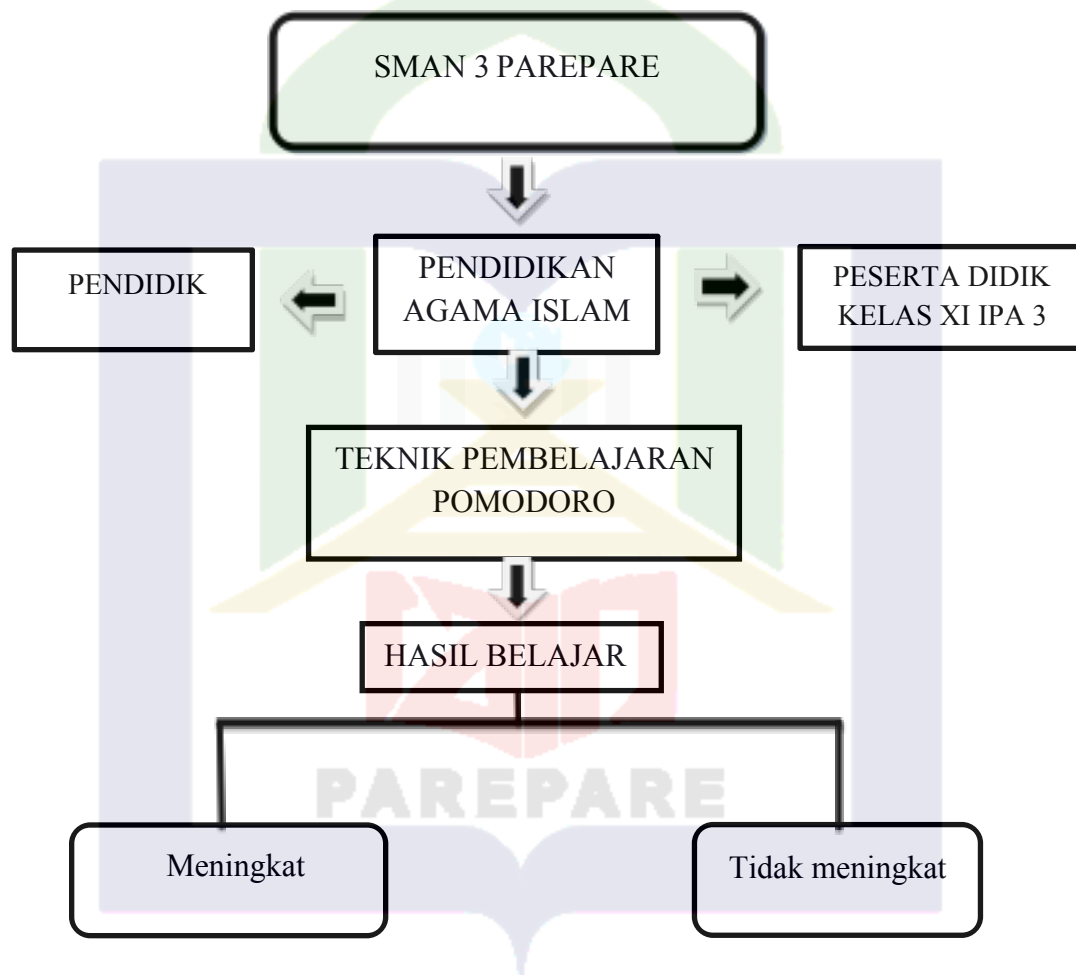 SMAN 3 PAREPARE
PENDIDIK
PENDIDIKAN
AGAMA ISLAM
PESERTA DIDIK
KELAS XI IPA 3
TEKNIK PEMBELAJARAN
POMODORO
HASIL BELAJAR
PAREPARE
Meningkat
Tidak meningkat